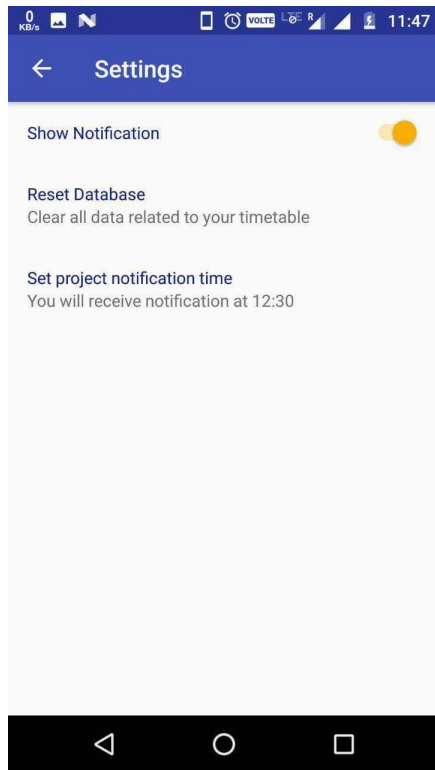 0
KB/s
N
VOLTE
LTE
R
11:47
Settings
Show Notification
Reset Database
Clear all data related to your timetable
Set project notification time
You will receive notification at 12:30